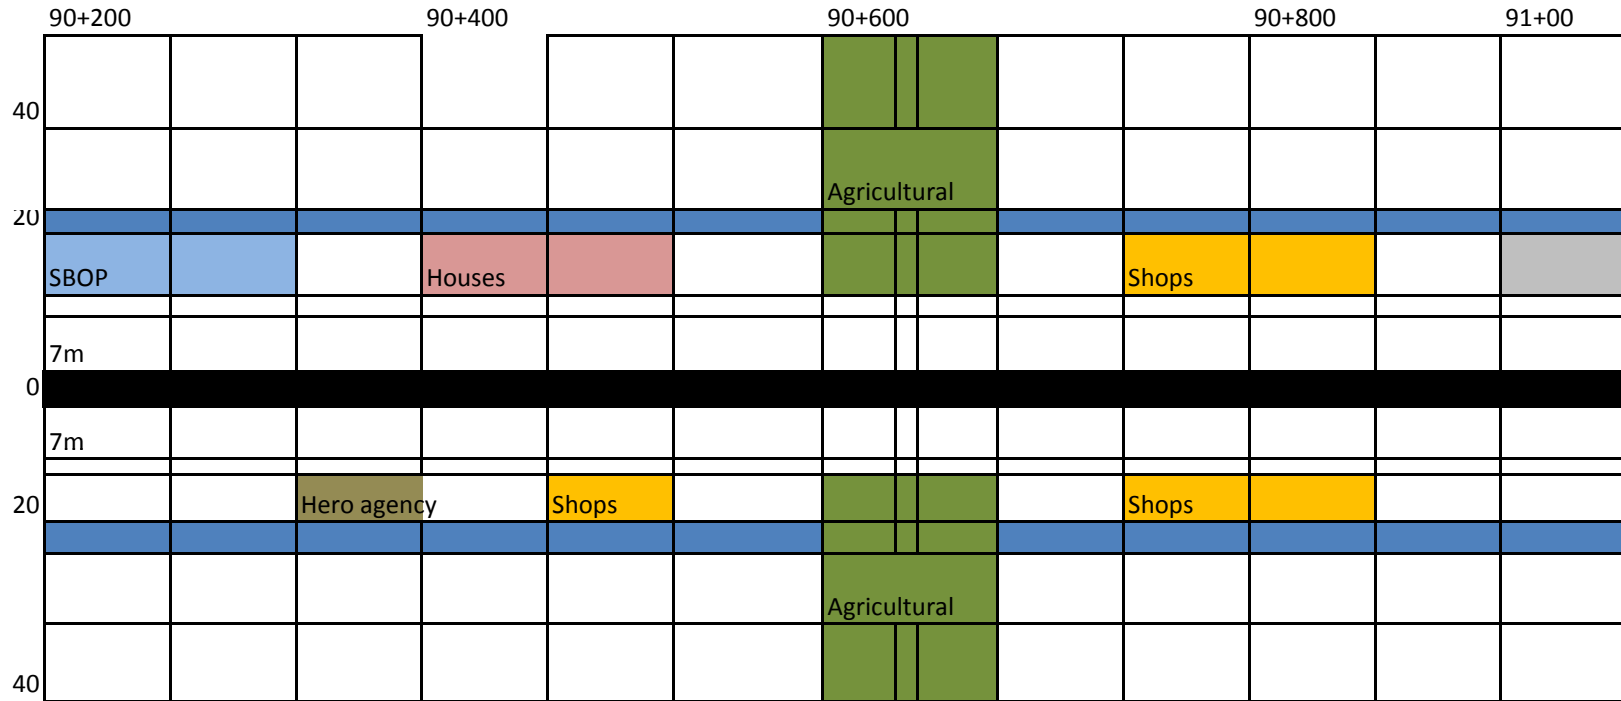 90+200 90+400 90+600 90+800 91+00
40
Agricultural
20
SBOP Houses Shops
7m
0
7m
20 Hero agency Shops Shops
Agricultural
40